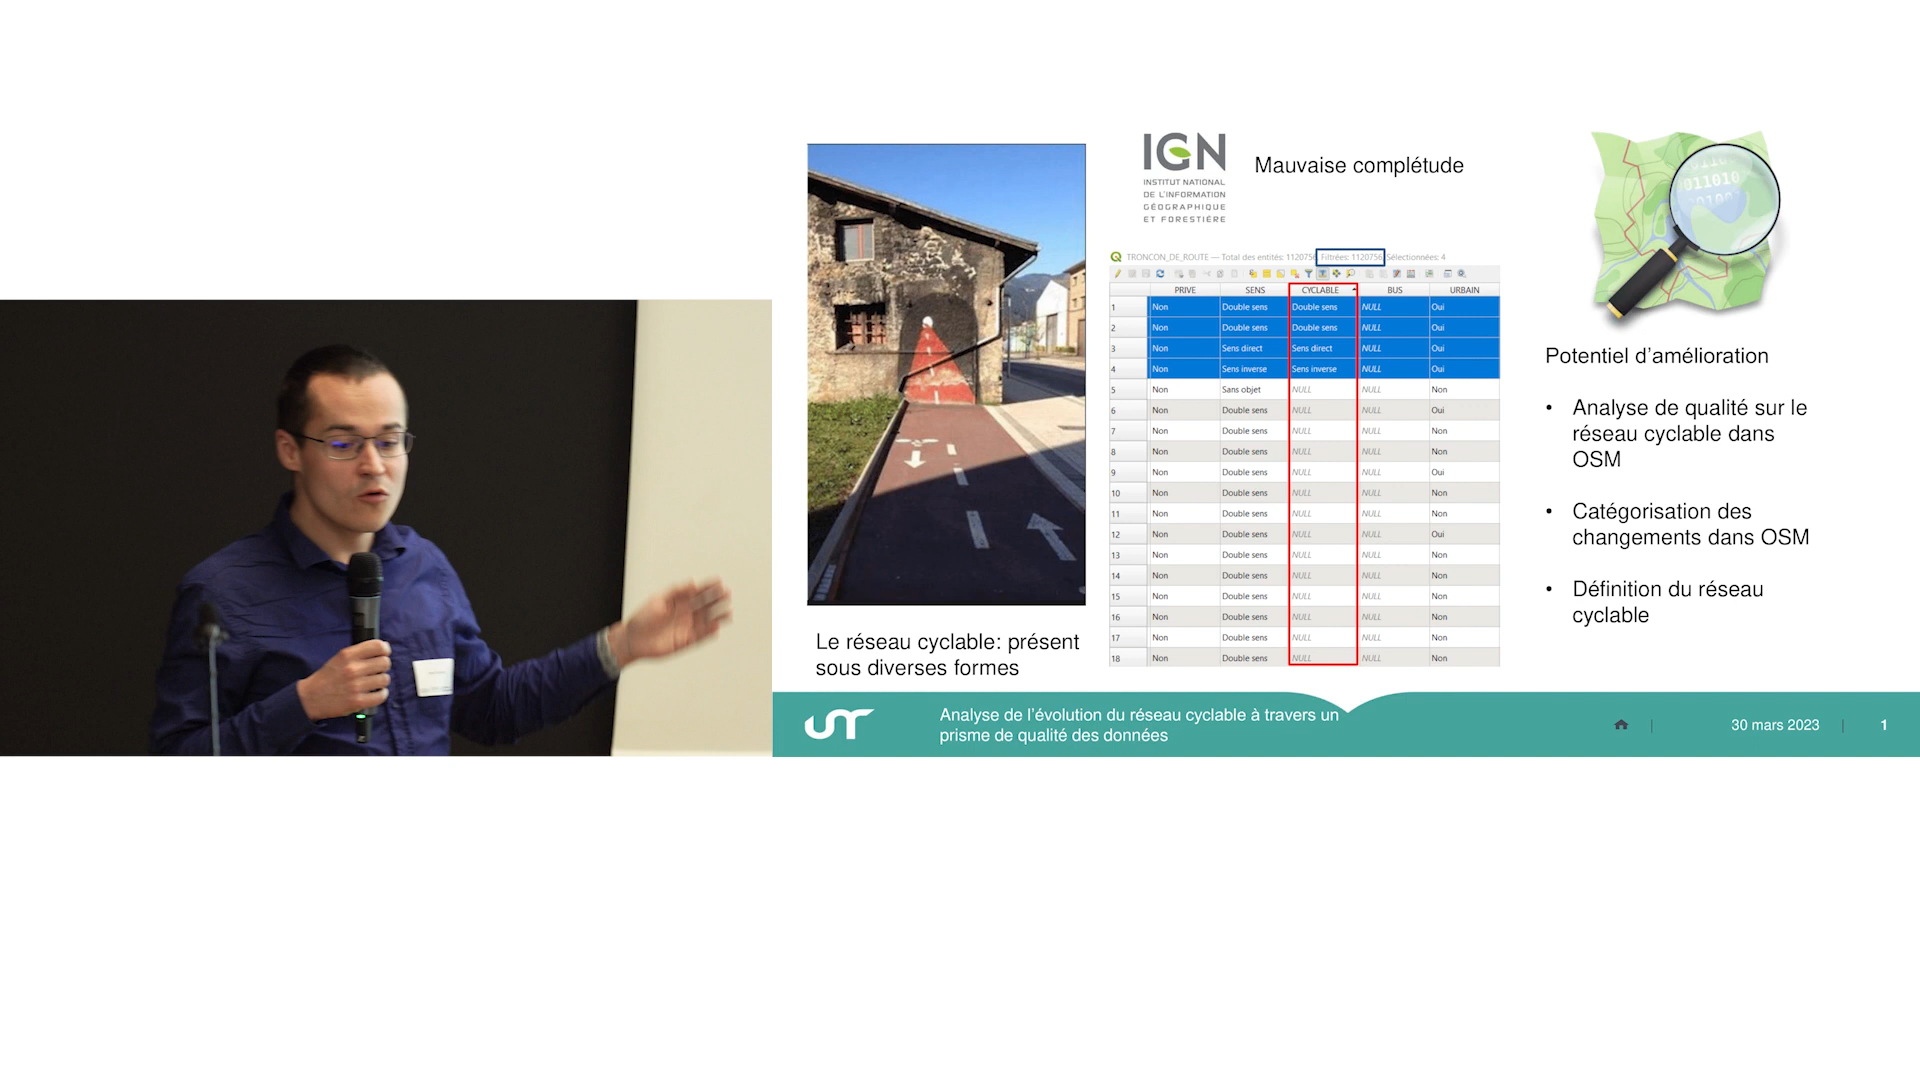 IGN
INSTITUT NATIONAL
DE L'INFORMATION
GÉOGRAPHIQUE
ET FORESTIÈRE
Mauvaise complétude
TRONCON_DE_ROUTE — Total des entités: 1120756, Filtrées: 1120756, Sélectionnées: 4
PRIVE SENS CYCLABLE BUS URBAIN
1 Non Double sens Double sens NULL Oui
2 Non Double sens Double sens NULL Oui
3 Non Sens direct Sens direct NULL Oui
4 Non Sens inverse Sens inverse NULL Oui
5 Non Sans objet NULL NULL Non
6 Non Double sens NULL NULL Oui
7 Non Double sens NULL NULL Non
8 Non Double sens NULL NULL Non
9 Non Double sens NULL NULL Oui
10 Non Double sens NULL NULL Non
11 Non Double sens NULL NULL Non
12 Non Double sens NULL NULL Oui
13 Non Double sens NULL NULL Non
14 Non Double sens NULL NULL Non
15 Non Double sens NULL NULL Non
16 Non Double sens NULL NULL Non
17 Non Double sens NULL NULL Non
18 Non Double sens NULL NULL Non
Le réseau cyclable: présent
sous diverses formes
011010
Potentiel d'amélioration
• Analyse de qualité sur le
réseau cyclable dans
OSM
• Catégorisation des
changements dans OSM
• Définition du réseau
cyclable
Analyse de l'évolution du réseau cyclable à travers un
prisme de qualité des données
30 mars 2023
1